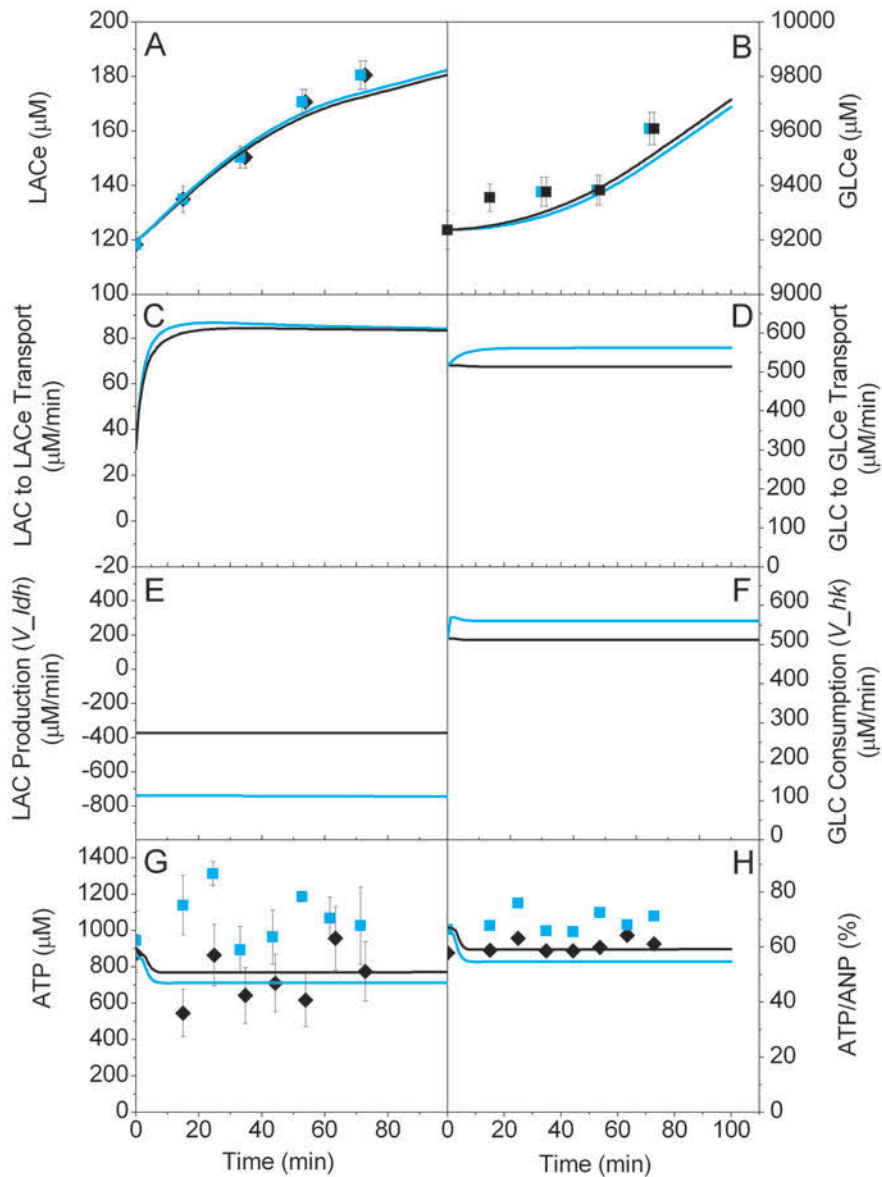 A
B
LACe (μM)
200
180
160
140
120
100
10000
9800
9600
9400
9200
9000
GLCe (μM)
C
D
LAC to LACe Transport
(μM/min)
80
60
40
20
0
-20
600
500
400
300
200
100
0
GLC to GLCe Transport
(μM/min)
E
F
LAC Production (V_ldh)
(μM/min)
400
200
0
-200
-400
-600
-800
600
500
400
300
200
100
0
GLC Consumption (V_hk)
(μM/min)
G
H
ATP
(μM)
1400
1200
1000
800
600
400
200
0
80
60
40
20
0
ATP/ANP (%)
0 20 40 60 80
0 20 40 60 80 100
Time (min)
Time (min)